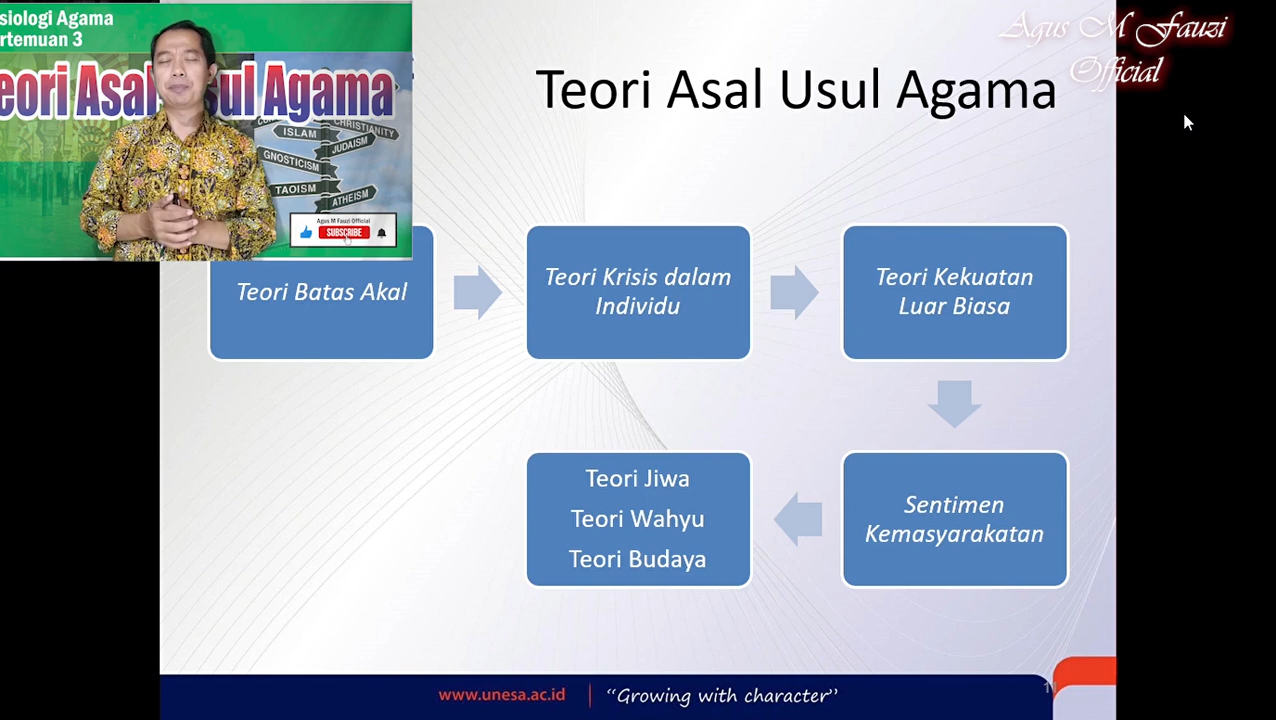 siologi Agama
rtemuan 3
eori Asal Usul Agama
ISLAM
CHRISTIANITY
JUDAISM
GNOSTICISM
TAOISM
ATHEISM
Agus M Fauzi Official
SUBSCRIBE
Agus M Fauzi
Official
Teori Asal Usul Agama
Teori Batas Akal
Teori Krisis dalam
Individu
Teori Kekuatan
Luar Biasa
Sentimen
Kemasyarakatan
Teori Jiwa
Teori Wahyu
Teori Budaya
www.unesa.ac.id
“Growing with character”
11